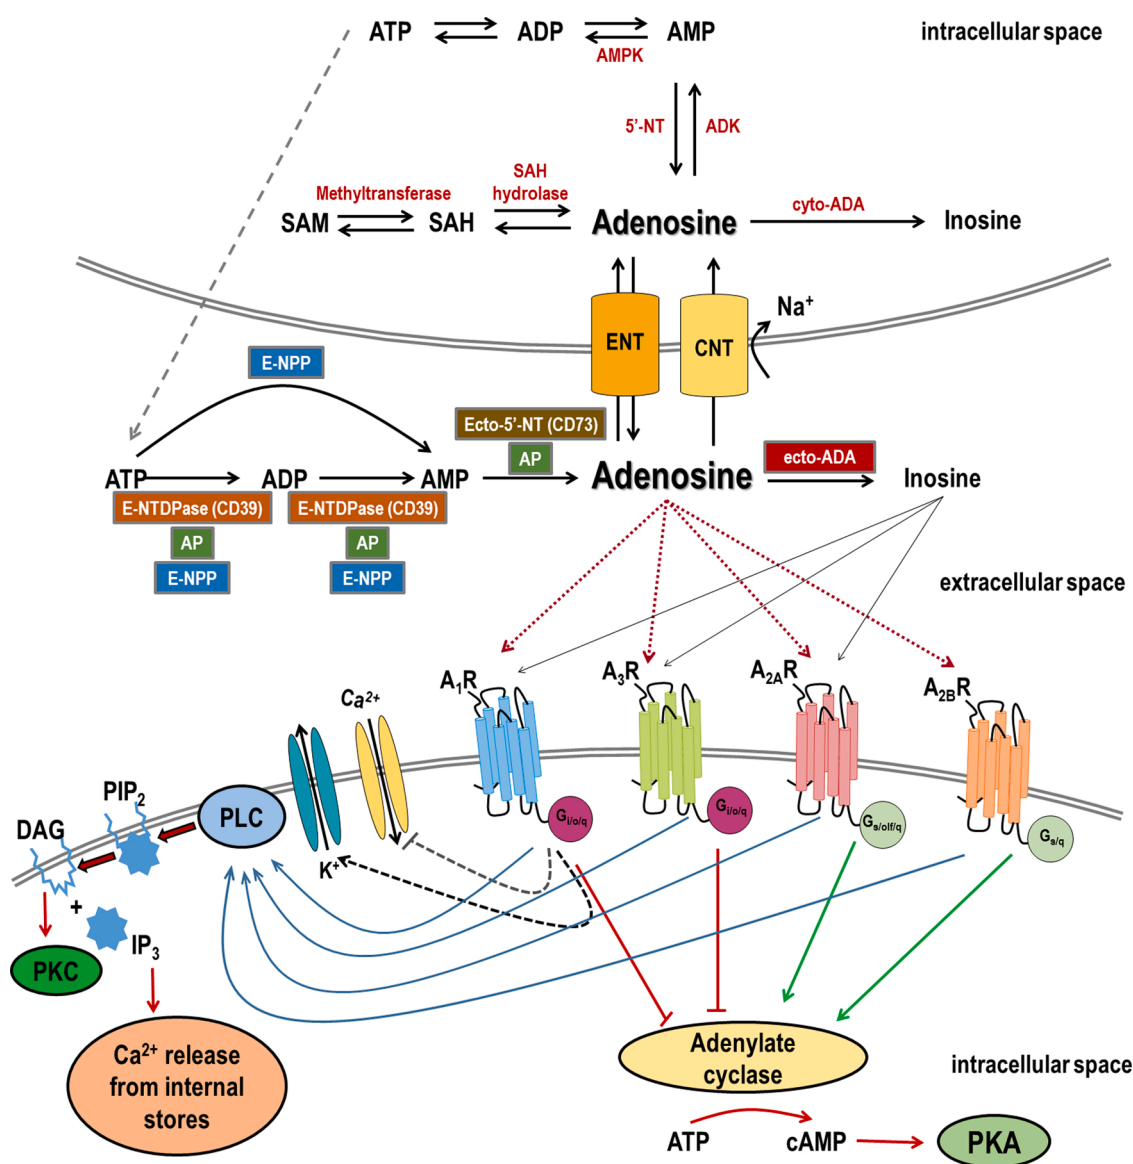 ATP
ADP
AMP
intracellular space
AMPK
5'-NT
ADK
SAH
hydrolase
Methyltransferase
SAM
SAH
Adenosine
cyto-ADA
Inosine
Na⁺
ENT
CNT
E-NPP
Ecto-5'-NT (CD73)
AP
ATP
ADP
AMP
Adenosine
ecto-ADA
Inosine
E-NTDPase (CD39)
E-NTDPase (CD39)
AP
AP
E-NPP
E-NPP
extracellular space
A₁R
A₃R
A₂AR
A₂BR
Ca²⁺
PIP₂
PLC
DAG
K⁺
Gi/o/q
Gi/o/q
Gs/olf/q
Gs/q
+
IP₃
PKC
Ca²⁺ release
from internal
stores
Adenylate
cyclase
intracellular space
ATP
cAMP
PKA